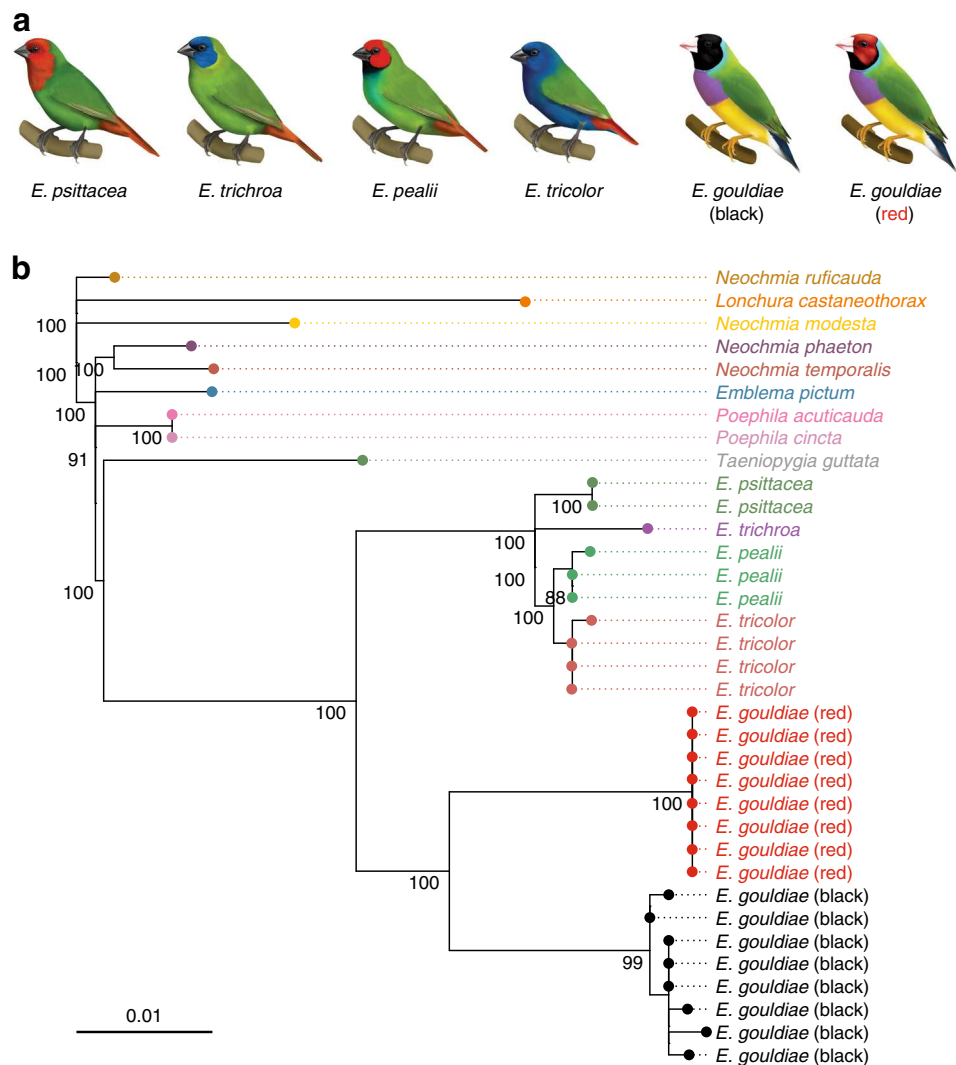 a
E. psittacea
E. trichroa
E. pealii
E. tricolor
E. gouldiae
(black)
E. gouldiae
(red)
b
Neochmia ruficauda
Lonchura castaneothorax
100
Neochmia modesta
Neochmia phaeton
100
100
Neochmia temporalis
Emblema pictum
100
Poephila acuticauda
100
Poephila cincta
91
Taeniopygia guttata
E. psittacea
100
E. psittacea
E. trichroa
100
E. pealii
100
E. pealii
100
88
E. pealii
100
E. tricolor
E. tricolor
E. tricolor
E. tricolor
100
E. gouldiae (red)
E. gouldiae (red)
E. gouldiae (red)
E. gouldiae (red)
100
E. gouldiae (red)
E. gouldiae (red)
E. gouldiae (red)
E. gouldiae (red)
100
E. gouldiae (black)
E. gouldiae (black)
E. gouldiae (black)
99
E. gouldiae (black)
E. gouldiae (black)
E. gouldiae (black)
0.01
E. gouldiae (black)
E. gouldiae (black)